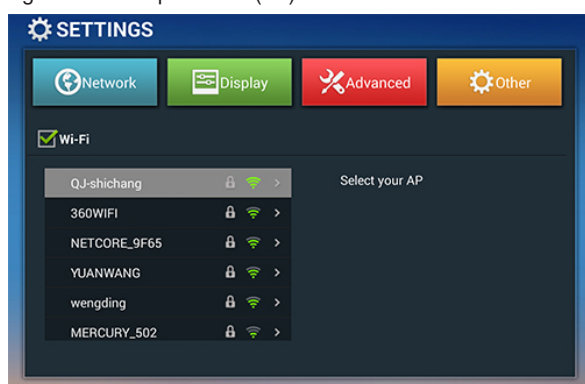 SETTINGS
Network Display Advanced Other
Wi-Fi
QJ-shichang
Select your AP
360WIFI
NETCORE_9F65
YUANWANG
wengding
MERCURY_502